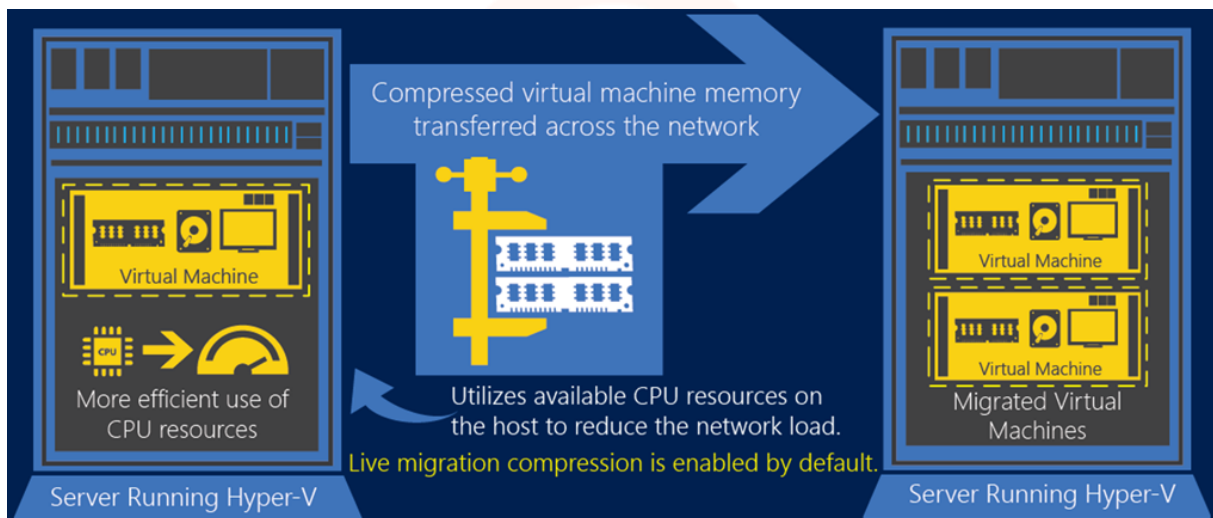 Compressed virtual machine memory
transferred across the network
Virtual Machine
CPU
More efficient use of
CPU resources
Server Running Hyper-V
Utilizes available CPU resources on
the host to reduce the network load.
Live migration compression is enabled by default.
Virtual Machine
Virtual Machine
Migrated Virtual
Machines
Server Running Hyper-V